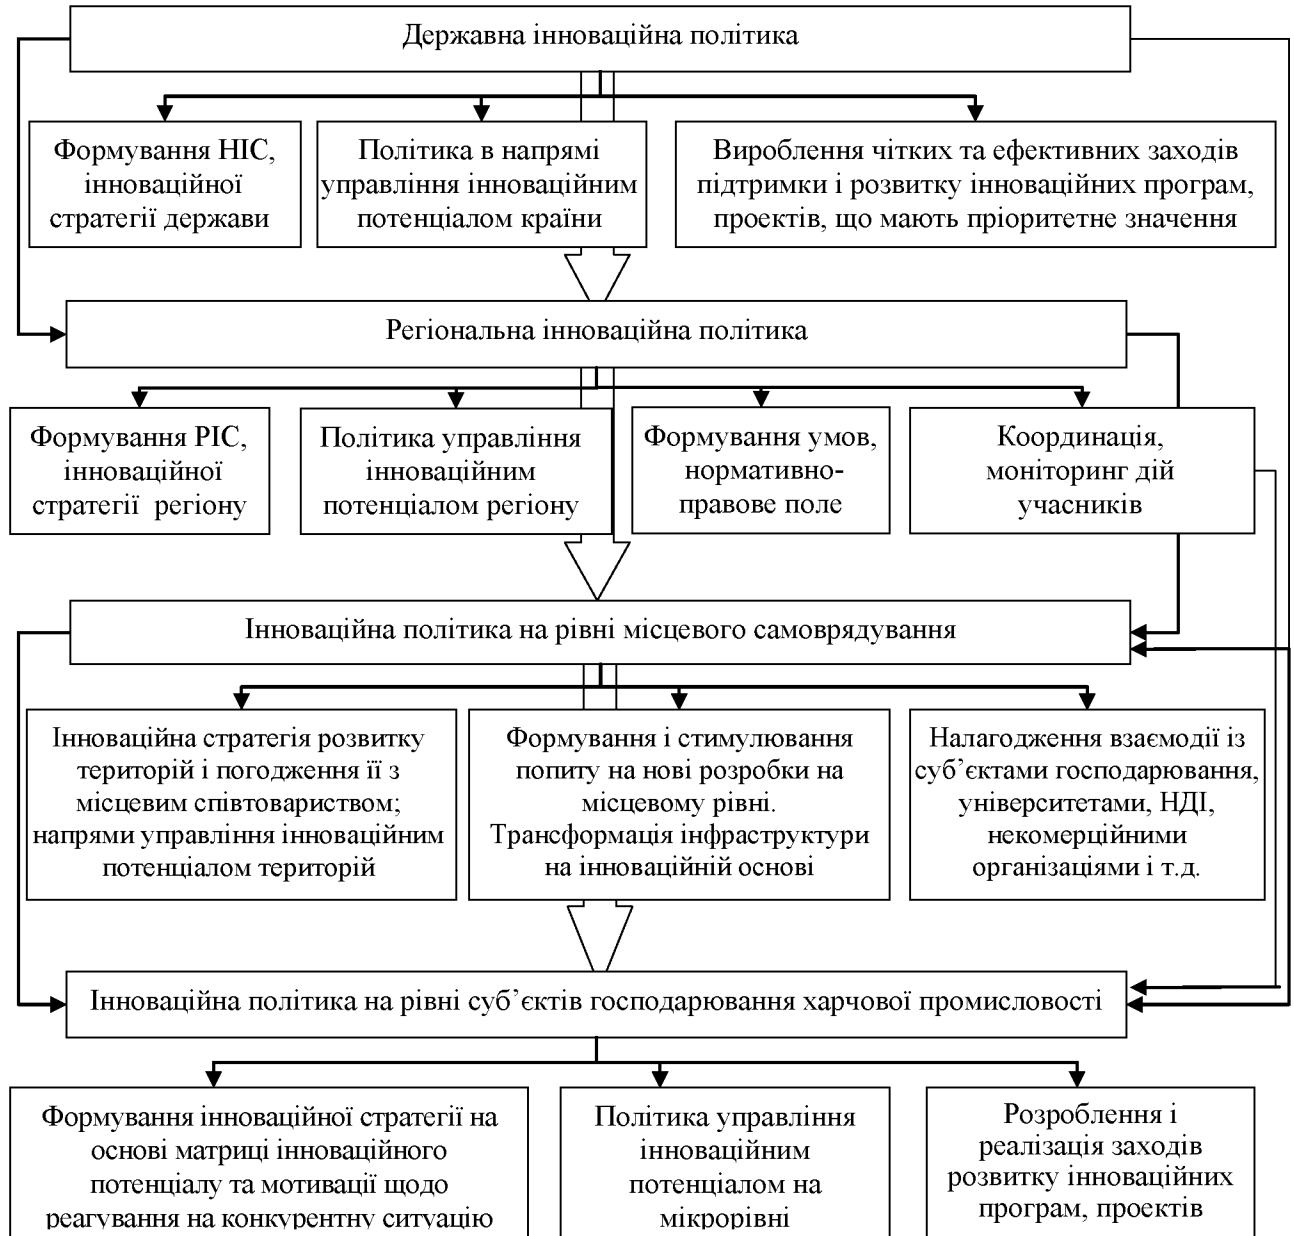 Державна інноваційна політика
Формування НІС,
інноваційної
стратегії держави
Політика в напрямі
управління інноваційним
потенціалом країни
Вироблення чітких та ефективних заходів
підтримки і розвитку інноваційних програм,
проектів, що мають пріоритетне значення
Регіональна інноваційна політика
Формування РІС,
інноваційної
стратегії регіону
Політика управління
інноваційним
потенціалом регіону
Формування умов,
нормативно-
правове поле
Координація,
моніторинг дій
учасників
Інноваційна політика на рівні місцевого самоврядування
Інноваційна стратегія розвитку
територій і погодження її з
місцевим співтовариством;
напрями управління інноваційним
потенціалом територій
Формування і стимулювання
попиту на нові розробки на
місцевому рівні.
Трансформація інфраструктури
на інноваційній основі
Налагодження взаємодії із
суб’єктами господарювання,
університетами, НДІ,
некомерційними
організаціями і т.д.
Інноваційна політика на рівні суб’єктів господарювання харчової промисловості
Формування інноваційної стратегії на
основі матриці інноваційного
потенціалу та мотивації щодо
реагування на конкурентну ситуацію
Політика управління
інноваційним
потенціалом на
мікрорівні
Розроблення і
реалізація заходів
розвитку інноваційних
програм, проектів